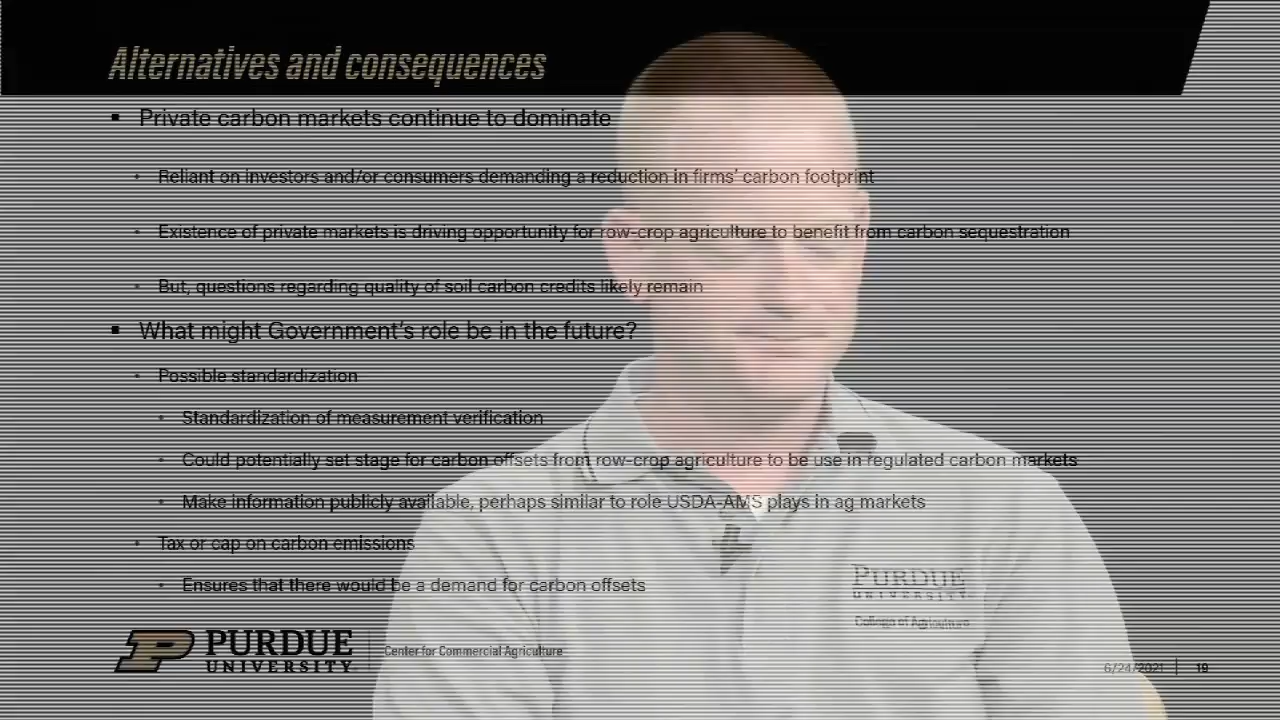 Alternatives and consequences
Private carbon markets continue to dominate
Reliant on investors and/or consumers demanding a reduction in firms' carbon footprint
Existence of private markets is driving opportunity for row-crop agriculture to benefit from carbon sequestration
But, questions regarding quality of soil carbon credits likely remain
What might Government's role be in the future?
Possible standardization
Standardization of measurement verification
Could potentially set stage for carbon offsets from row-crop agriculture to be use in regulated carbon markets
Make information publicly available, perhaps similar to role USDA-AMS plays in ag markets
Tax or cap on carbon emissions
Ensures that there would be a demand for carbon offsets
PURDUE
UNIVERSITY
College of Agriculture
PURDUE
UNIVERSITY
Center for Commercial Agriculture
6/24/2021
19